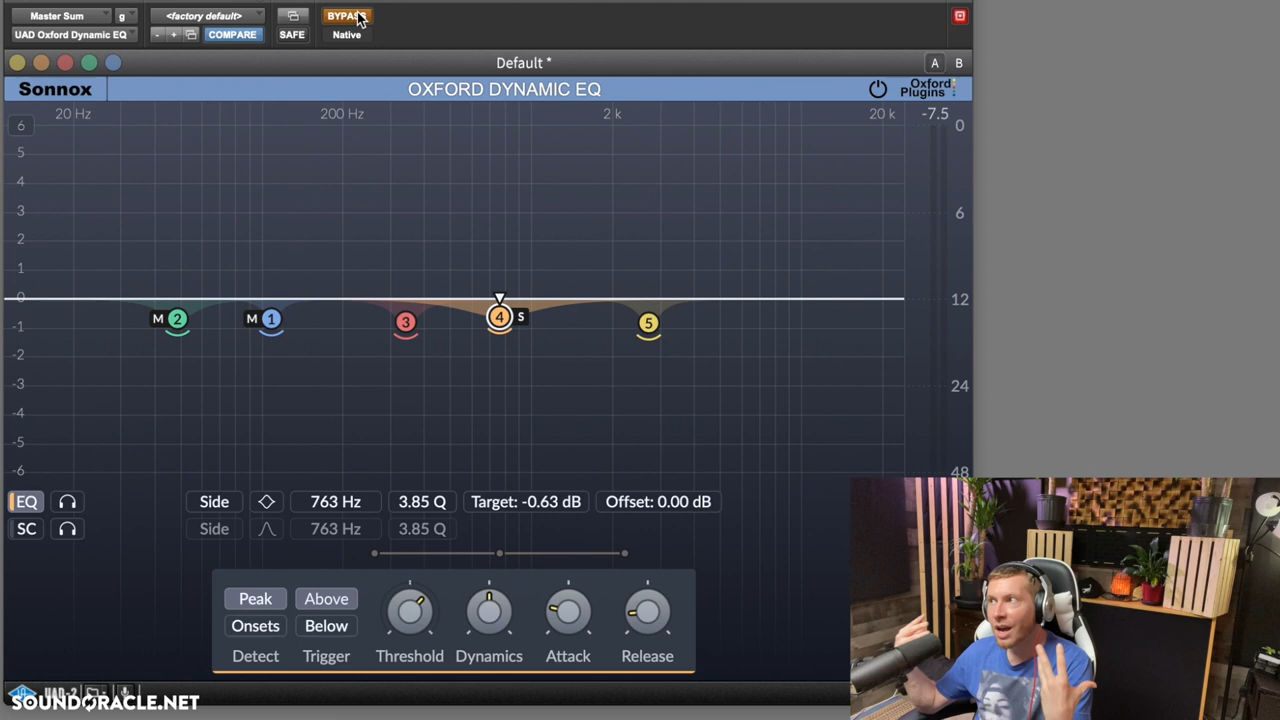 Master Sum g <factory default> BYPASS
UAD Oxford Dynamic EQ - + COMPARE SAFE Native
Default * A B
Sonnox OXFORD DYNAMIC EQ Oxford Plugins
20 Hz 200 Hz 2 k 20 k -7.5
6 0
5
4
3 6
2
1
0 12
M 2 M 1 3 4 S 5
-1
-2
-3 24
-4
-5
-6 48
EQ Side 763 Hz 3.85 Q Target: -0.63 dB Offset: 0.00 dB
SC Side 763 Hz 3.85 Q
Peak Above
Onsets Below
Detect Trigger Threshold Dynamics Attack Release
UAD-2
SOUNDORACLE.NET